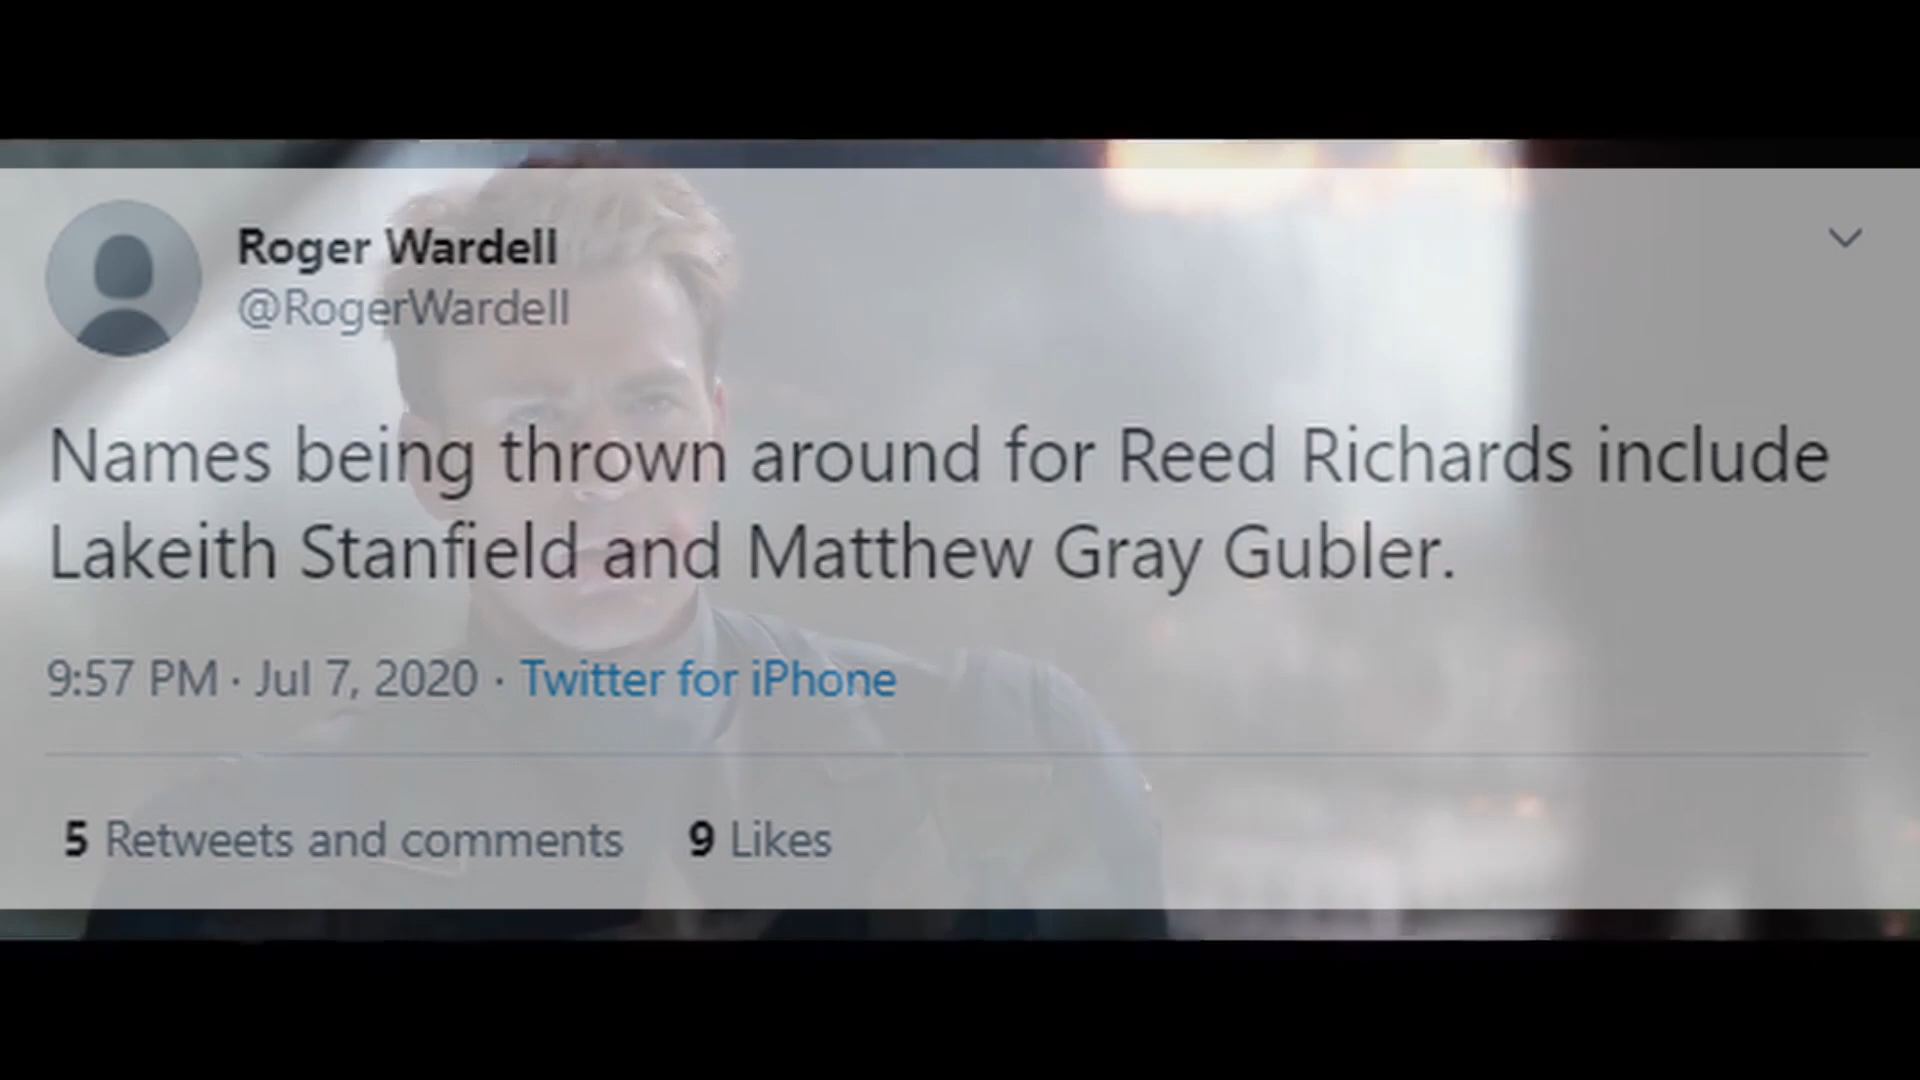 Roger Wardell
@RogerWardell
Names being thrown around for Reed Richards include
Lakeith Stanfield and Matthew Gray Gubler.
9:57 PM · Jul 7, 2020 · Twitter for iPhone
5 Retweets and comments 9 Likes